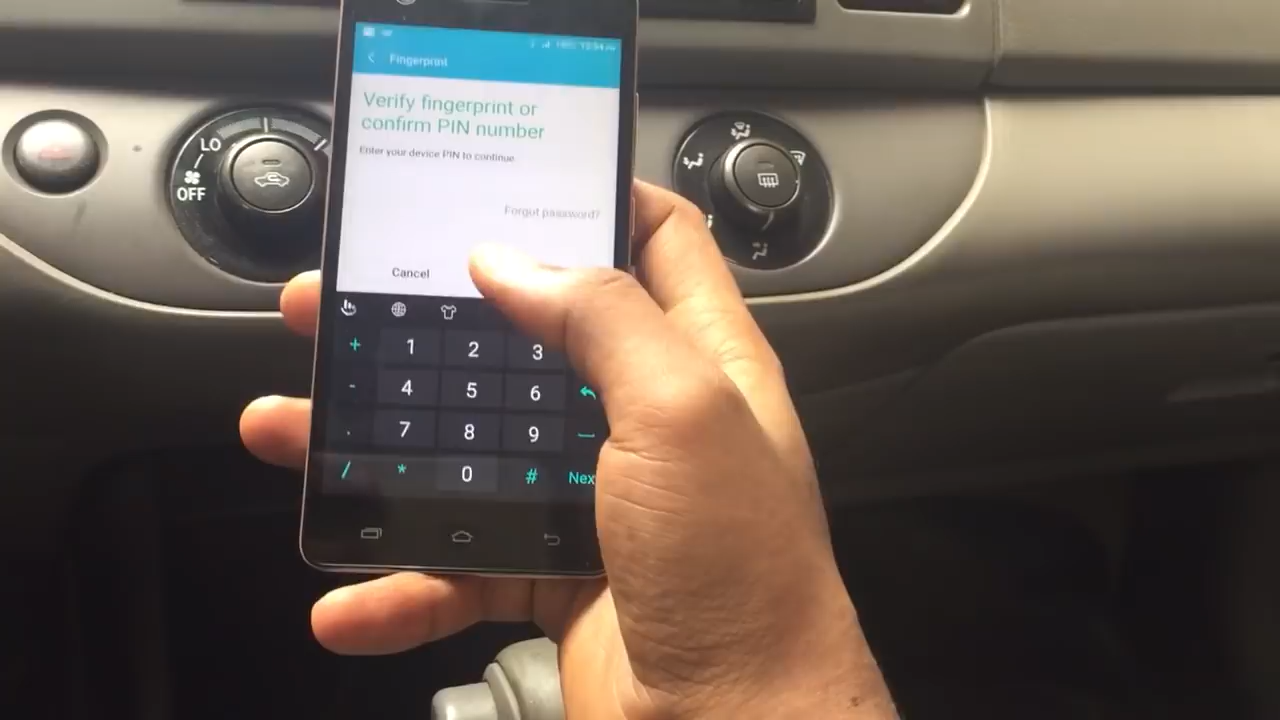 Fingerprint
Verify fingerprint or
confirm PIN number
Enter your device PIN to continue.
Forgot password?
Cancel
+ 1 2 3
- 4 5 6
. 7 8 9
/ * 0 # Nex
LO
OFF